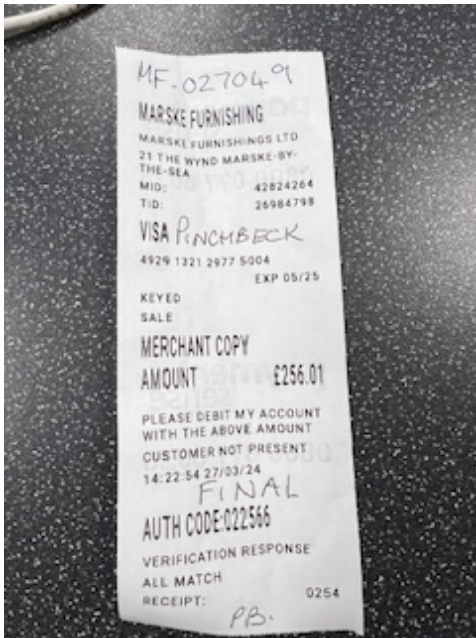 MF-027049
MARSKE FURNISHING
MARSKE FURNISHINGS LTD
21 THE WYND MARSKE-BY-
THE-SEA
MID: 42824264
TID: 26984798
VISA PINCHBECK
4929 1321 2977 5004
EXP 05/25
KEYED
SALE
MERCHANT COPY
AMOUNT £256.01
PLEASE DEBIT MY ACCOUNT
WITH THE ABOVE AMOUNT
CUSTOMER NOT PRESENT
14:22:54 27/03/24
FINAL
AUTH CODE:022566
VERIFICATION RESPONSE
ALL MATCH
RECEIPT: 0254
PB.